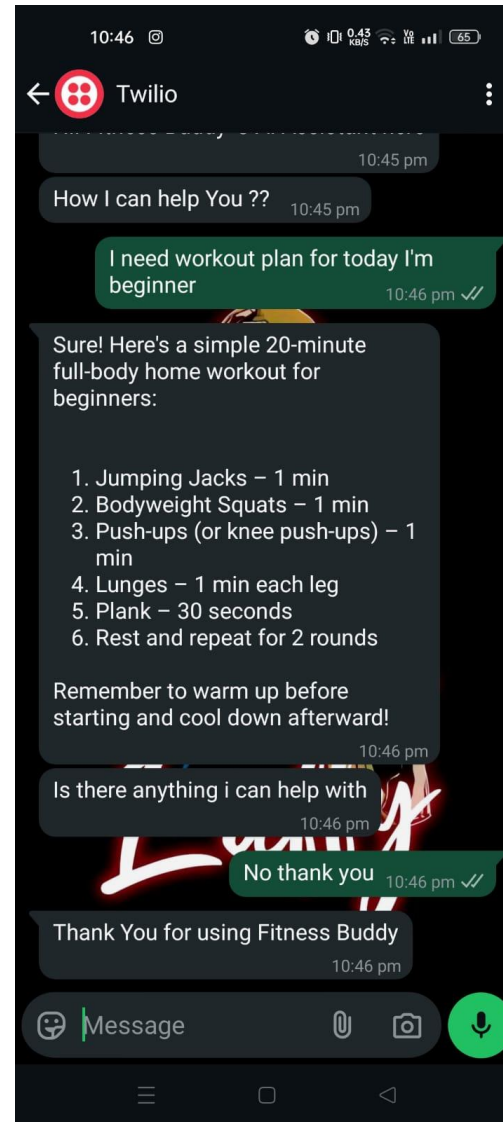 10:46
0.43 KB/S
Vo LTE
65
Twilio
10:45 pm
How I can help You ??
10:45 pm
I need workout plan for today I'm
beginner
10:46 pm
Sure! Here's a simple 20-minute
full-body home workout for
beginners:
1. Jumping Jacks – 1 min
2. Bodyweight Squats – 1 min
3. Push-ups (or knee push-ups) – 1
min
4. Lunges – 1 min each leg
5. Plank – 30 seconds
6. Rest and repeat for 2 rounds
Remember to warm up before
starting and cool down afterward!
10:46 pm
Is there anything i can help with
10:46 pm
No thank you
10:46 pm
Thank You for using Fitness Buddy
10:46 pm
Message